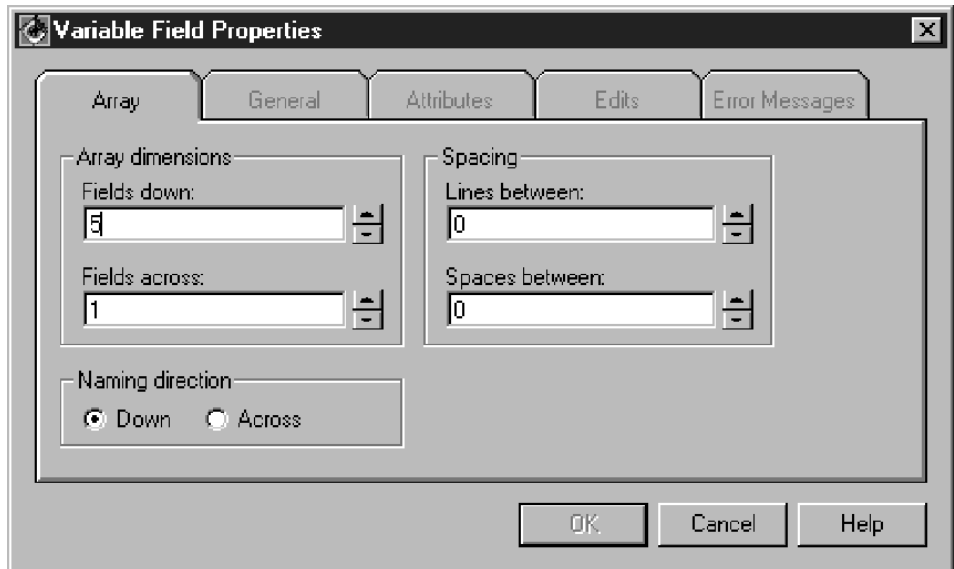 Variable Field Properties
Array General Attributes Edits Error Messages
Array dimensions
Fields down:
5
Fields across:
1
Spacing
Lines between:
0
Spaces between:
0
Naming direction
Down Across
OK Cancel Help